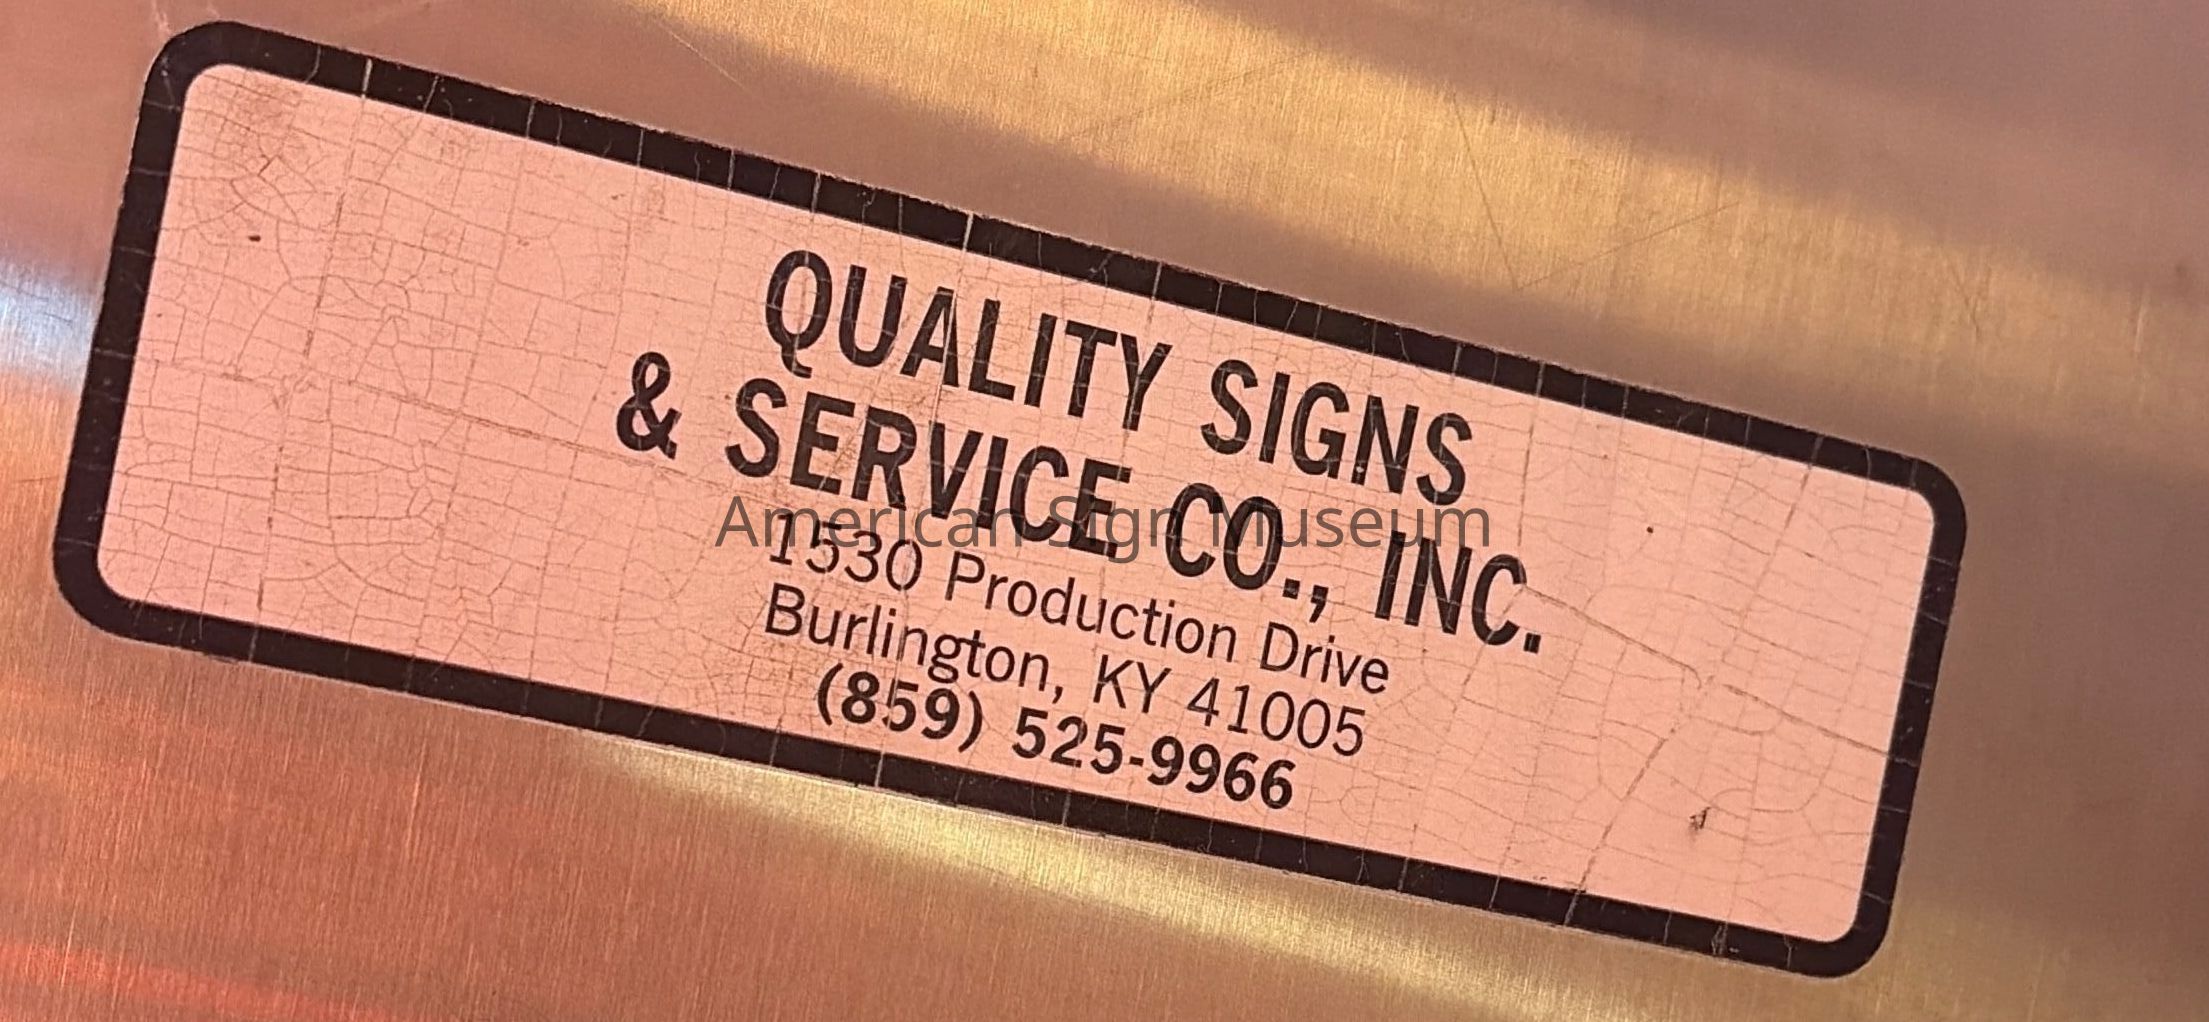 QUALITY SIGNS
& SERVICE CO., INC.
American Sign Museum
1530 Production Drive
Burlington, KY 41005
(859) 525-9966